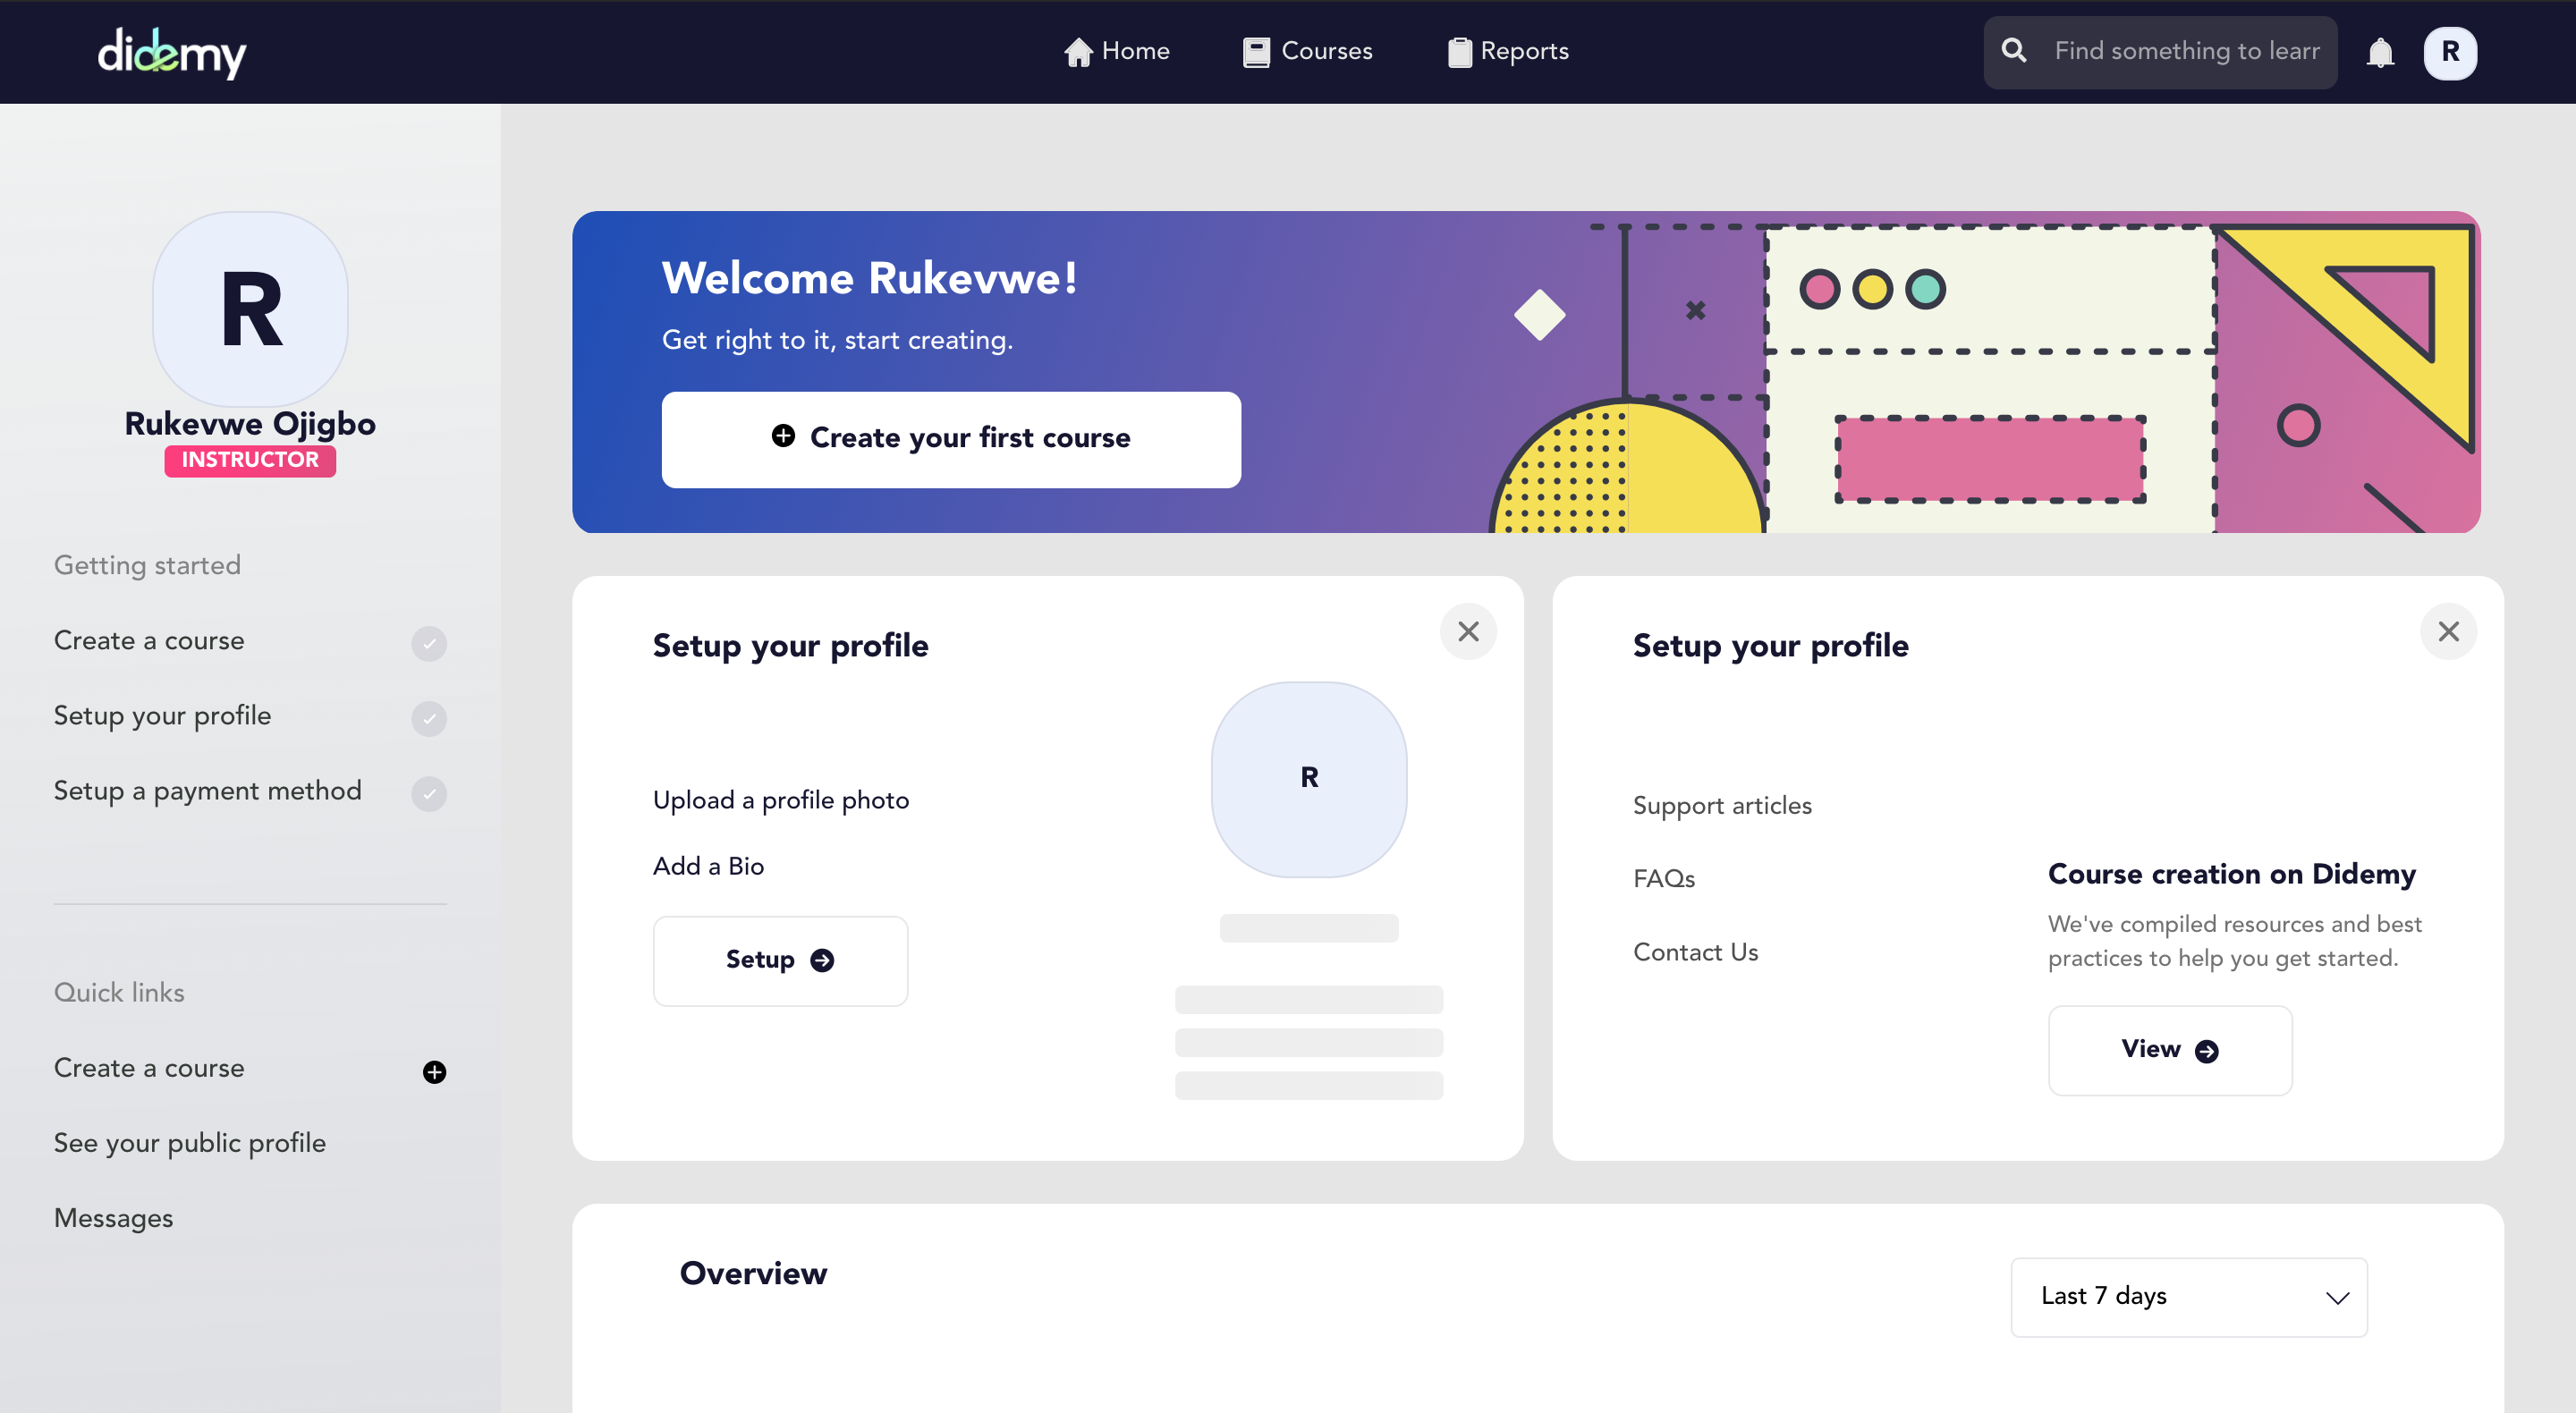 didemy
Home
Courses
Reports
Find something to learr
R
R
Rukevwe Ojigbo
INSTRUCTOR
Getting started
Create a course
Setup your profile
Setup a payment method
Quick links
Create a course
See your public profile
Messages
Welcome Rukevwe!
Get right to it, start creating.
Create your first course
Setup your profile
Upload a profile photo
Add a Bio
Setup
R
Setup your profile
Support articles
FAQs
Contact Us
Course creation on Didemy
We've compiled resources and best
practices to help you get started.
View
Overview
Last 7 days